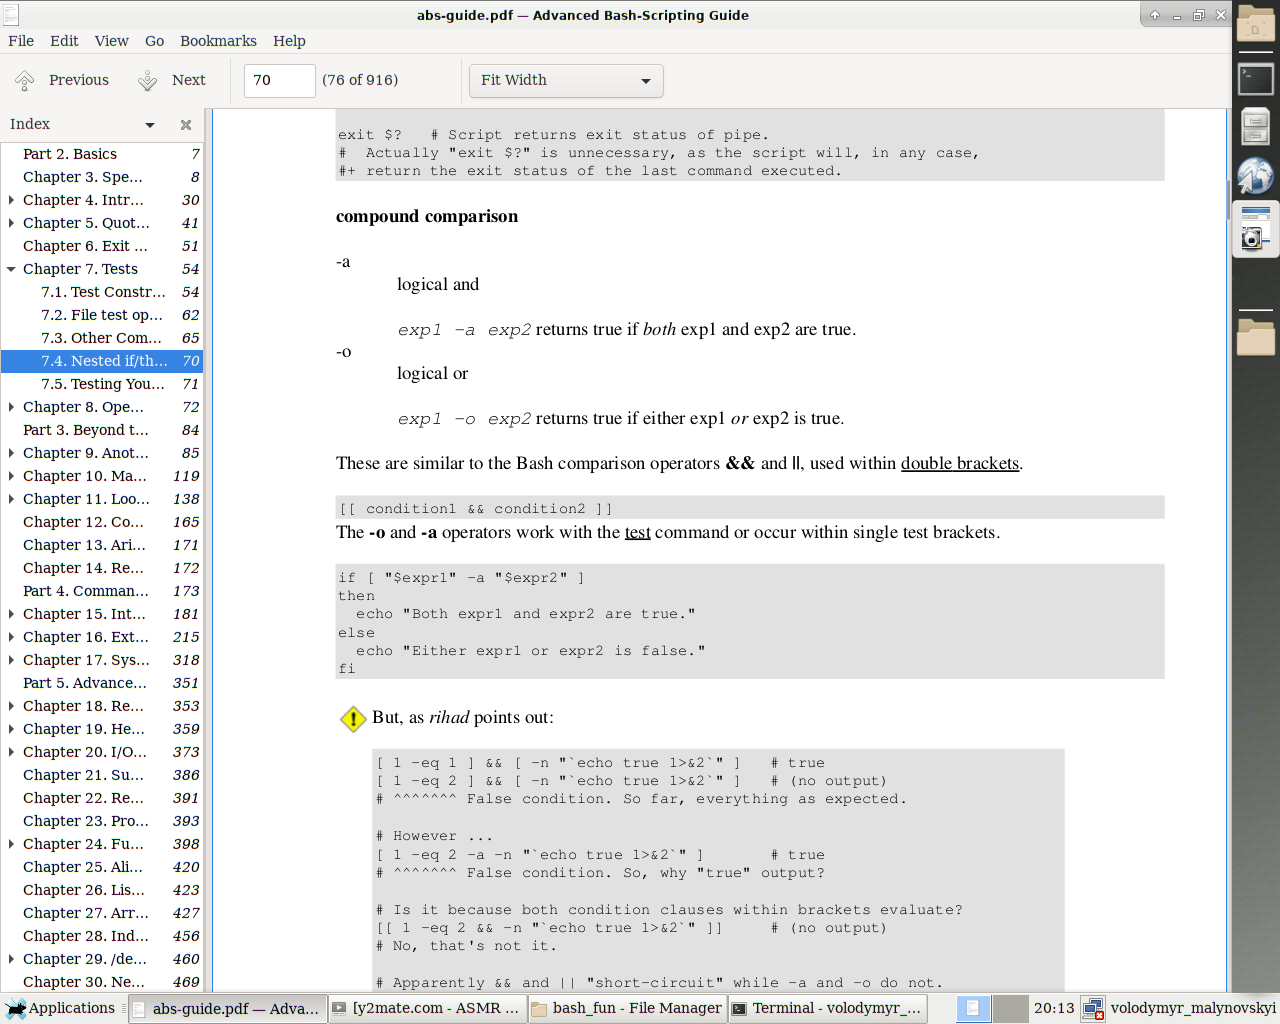 abs-guide.pdf — Advanced Bash-Scripting Guide
File Edit View Go Bookmarks Help
Previous Next 70 (76 of 916) Fit Width
Index
Part 2. Basics 7
Chapter 3. Spe... 8
Chapter 4. Intr... 30
Chapter 5. Quot... 41
Chapter 6. Exit ... 51
Chapter 7. Tests 54
7.1. Test Constr... 54
7.2. File test op... 62
7.3. Other Com... 65
7.4. Nested if/th... 70
7.5. Testing You... 71
Chapter 8. Ope... 72
Part 3. Beyond t... 84
Chapter 9. Anot... 85
Chapter 10. Ma... 119
Chapter 11. Loo... 138
Chapter 12. Co... 165
Chapter 13. Ari... 171
Chapter 14. Re... 172
Part 4. Comman... 173
Chapter 15. Int... 181
Chapter 16. Ext... 215
Chapter 17. Sys... 318
Part 5. Advance... 351
Chapter 18. Re... 353
Chapter 19. He... 359
Chapter 20. I/O... 373
Chapter 21. Su... 386
Chapter 22. Re... 391
Chapter 23. Pro... 393
Chapter 24. Fu... 398
Chapter 25. Ali... 420
Chapter 26. Lis... 423
Chapter 27. Arr... 427
Chapter 28. Ind... 456
Chapter 29. /de... 460
Chapter 30. Ne... 469
exit $?   # Script returns exit status of pipe.
#  Actually "exit $?" is unnecessary, as the script will, in any case,
#+ return the exit status of the last command executed.
compound comparison
-a
logical and
exp1 -a exp2 returns true if both exp1 and exp2 are true.
-o
logical or
exp1 -o exp2 returns true if either exp1 or exp2 is true.
These are similar to the Bash comparison operators && and ||, used within double brackets.
[[ condition1 && condition2 ]]
The -o and -a operators work with the test command or occur within single test brackets.
if [ "$expr1" -a "$expr2" ]
then
  echo "Both expr1 and expr2 are true."
else
  echo "Either expr1 or expr2 is false."
fi
But, as rihad points out:
[ 1 -eq 1 ] && [ -n "`echo true 1>&2`" ]   # true
[ 1 -eq 2 ] && [ -n "`echo true 1>&2`" ]   # (no output)
# ^^^^^^^ False condition. So far, everything as expected.
# However ...
[ 1 -eq 2 -a -n "`echo true 1>&2`" ]       # true
# ^^^^^^^ False condition. So, why "true" output?
# Is it because both condition clauses within brackets evaluate?
[[ 1 -eq 2 && -n "`echo true 1>&2`" ]]     # (no output)
# No, that's not it.
# Apparently && and || "short-circuit" while -a and -o do not.
Applications abs-guide.pdf — Adva... [y2mate.com - ASMR ... bash_fun - File Manager Terminal - volodymyr_... 20:13 volodymyr_malynovskyi